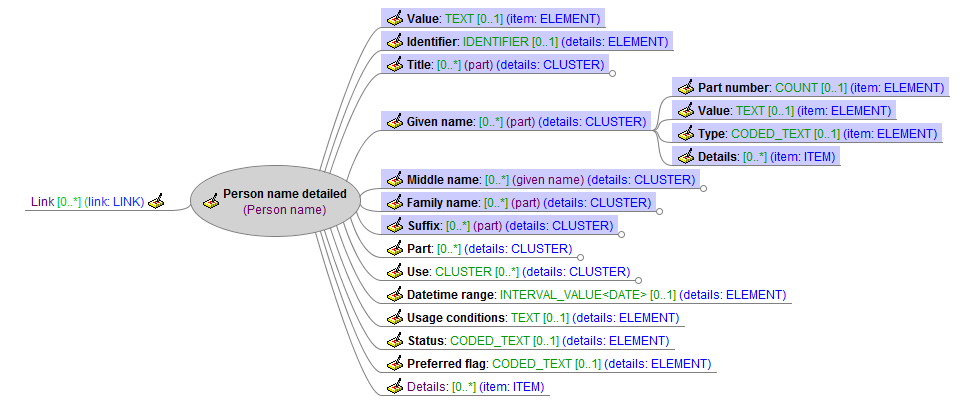 Value: TEXT [0..1] (item: ELEMENT)
Identifier: IDENTIFIER [0..1] (details: ELEMENT)
Title: [0..*] (part) (details: CLUSTER)
Given name: [0..*] (part) (details: CLUSTER)
Part number: COUNT [0..1] (item: ELEMENT)
Value: TEXT [0..1] (item: ELEMENT)
Type: CODED_TEXT [0..1] (item: ELEMENT)
Details: [0..*] (item: ITEM)
Link [0..*] (link: LINK)
Person name detailed
(Person name)
Middle name: [0..*] (given name) (details: CLUSTER)
Family name: [0..*] (part) (details: CLUSTER)
Suffix: [0..*] (part) (details: CLUSTER)
Part: [0..*] (details: CLUSTER)
Use: CLUSTER [0..*] (details: CLUSTER)
Datetime range: INTERVAL_VALUE<DATE> [0..1] (details: ELEMENT)
Usage conditions: TEXT [0..1] (details: ELEMENT)
Status: CODED_TEXT [0..1] (details: ELEMENT)
Preferred flag: CODED_TEXT [0..1] (details: ELEMENT)
Details: [0..*] (item: ITEM)